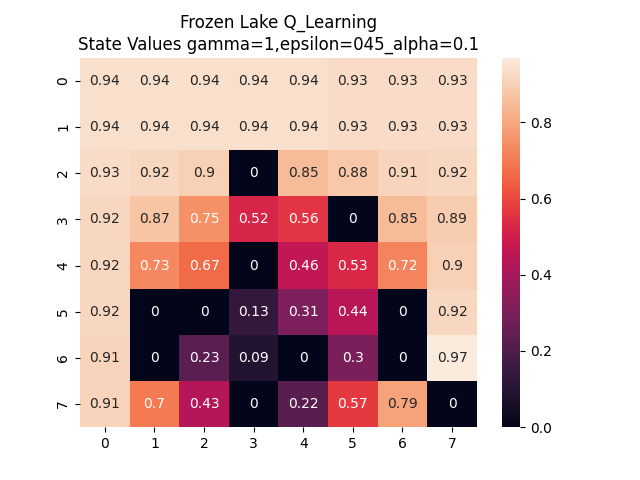 Frozen Lake Q_Learning
State Values gamma=1,epsilon=045_alpha=0.1
0 0.94 0.94 0.94 0.94 0.94 0.93 0.93 0.93
1 0.94 0.94 0.94 0.94 0.94 0.93 0.93 0.93
2 0.93 0.92 0.9 0 0.85 0.88 0.91 0.92
3 0.92 0.87 0.75 0.52 0.56 0 0.85 0.89
4 0.92 0.73 0.67 0 0.46 0.53 0.72 0.9
5 0.92 0 0 0.13 0.31 0.44 0 0.92
6 0.91 0 0.23 0.09 0 0.3 0 0.97
7 0.91 0.7 0.43 0 0.22 0.57 0.79 0
0 1 2 3 4 5 6 7
0.8
0.6
0.4
0.2
0.0